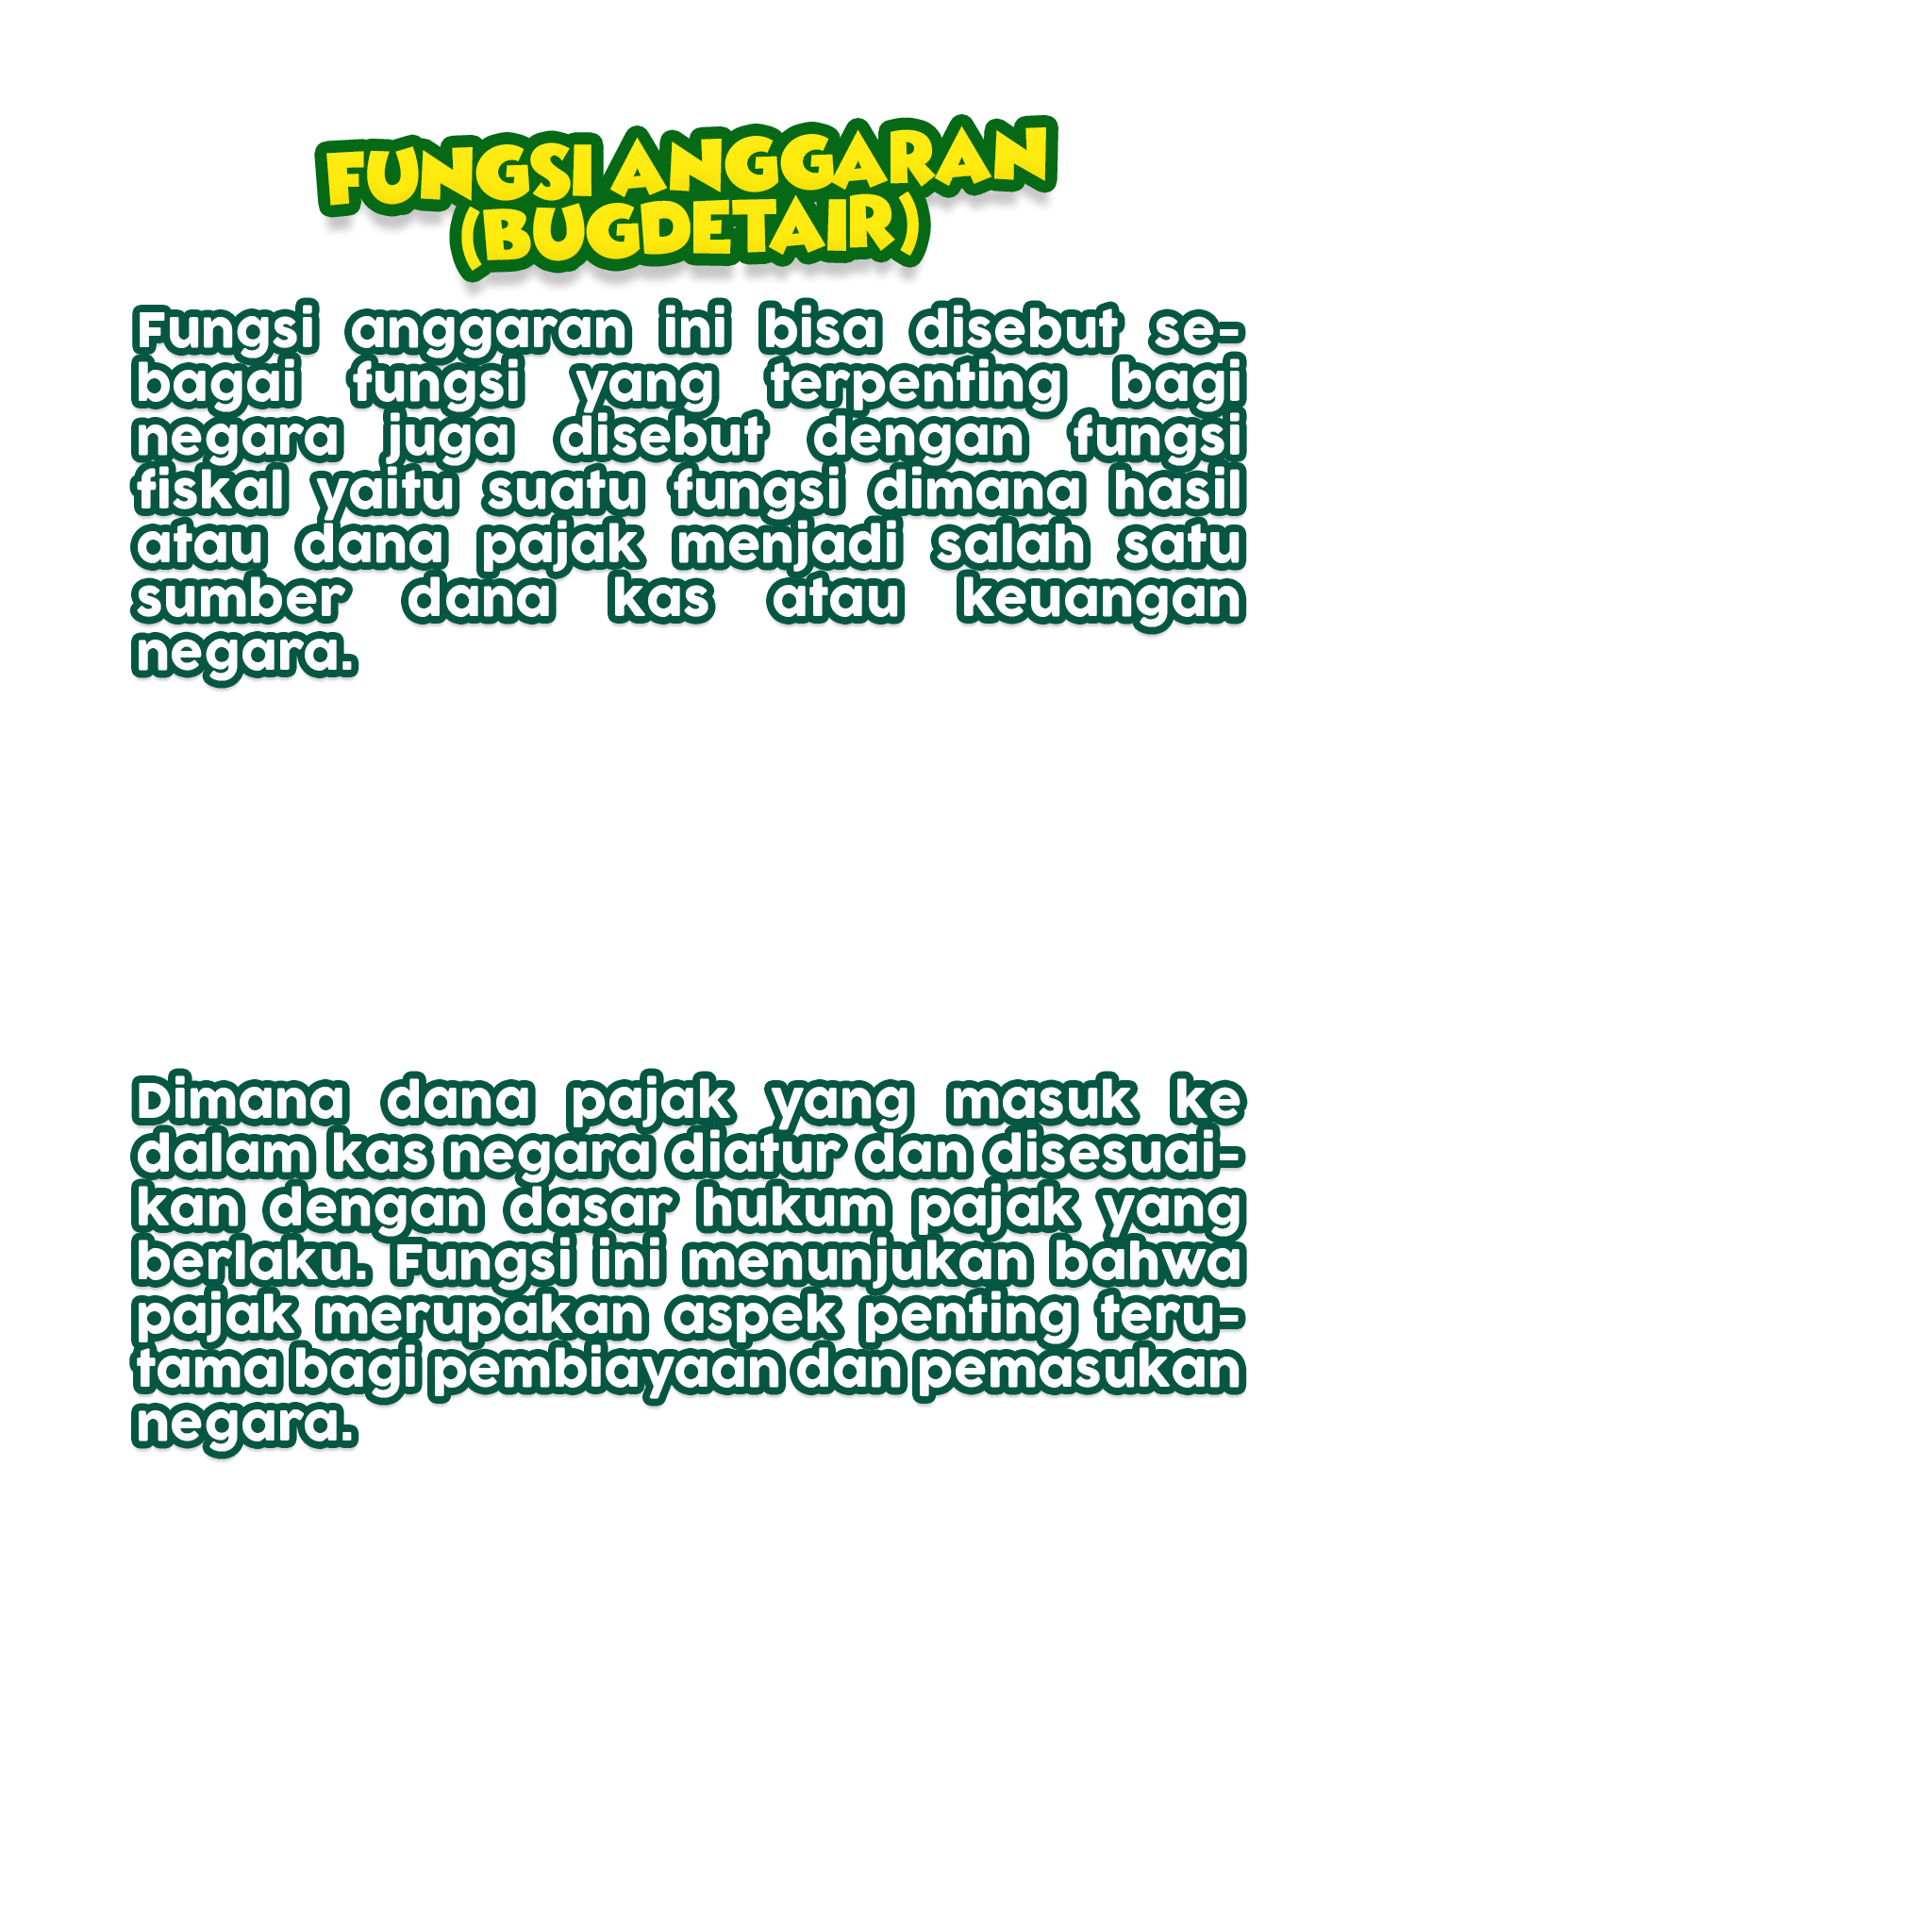 FUNGSI ANGGARAN
(BUGDETAIR)
Fungsi anggaran ini bisa disebut se-
bagai fungsi yang terpenting bagi
negara juga disebut dengan fungsi
fiskal yaitu suatu fungsi dimana hasil
atau dana pajak menjadi salah satu
sumber dana kas atau keuangan
negara.
Dimana dana pajak yang masuk ke
dalam kas negara diatur dan disesuai-
kan dengan dasar hukum pajak yang
berlaku. Fungsi ini menunjukan bahwa
pajak merupakan aspek penting teru-
tama bagi pembiayaan dan pemasukan
negara.